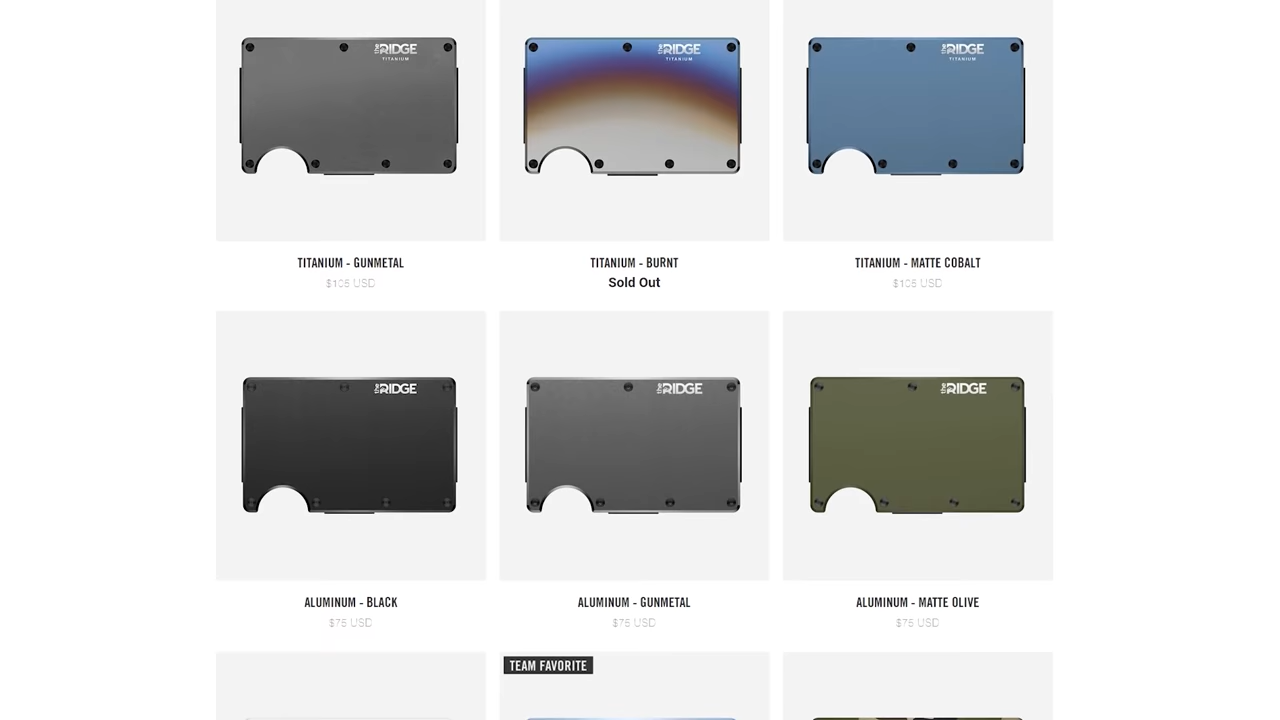 the RIDGE
TITANIUM
the RIDGE
TITANIUM
the RIDGE
TITANIUM
TITANIUM - GUNMETAL
$105 USD
TITANIUM - BURNT
Sold Out
TITANIUM - MATTE COBALT
$105 USD
the RIDGE
the RIDGE
the RIDGE
ALUMINUM - BLACK
$75 USD
ALUMINUM - GUNMETAL
$75 USD
ALUMINUM - MATTE OLIVE
$75 USD
TEAM FAVORITE